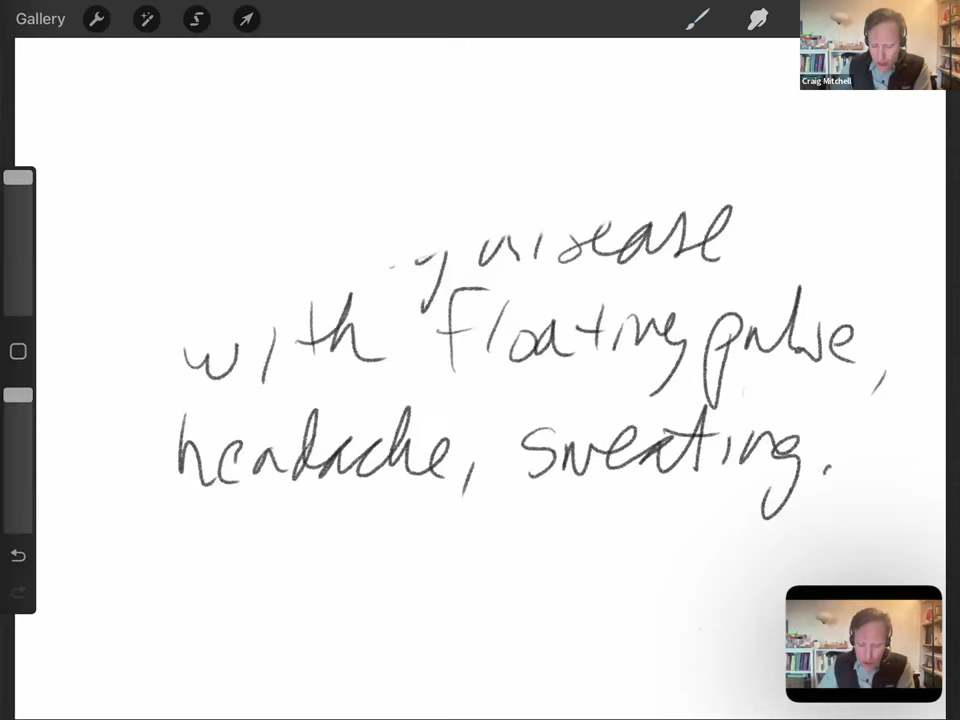 Gallery
Craig Mitchell
disease
with floating pulse,
headache, sweating.